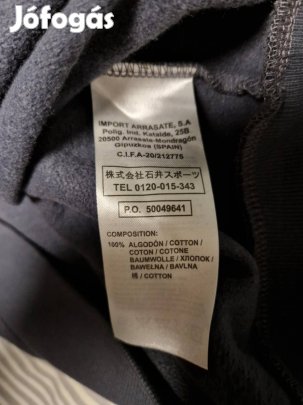 Jófogás
IMPORT ARRASATE, S.A
Polig. Ind. Kataide, 25B
20500 Arrasate-Mondragón
Gipuzkoa (SPAIN)
C.I.F.A-20/212775
株式会社石井スポーツ
TEL 0120-015-343
P.O. 50049641
COMPOSITION:
100% ALGODÓN / COTTON /
COTON / COTONE
BAUMWOLLE / ХЛОПОК /
BAWEŁNA / BAVLNA
棉 / COTTON